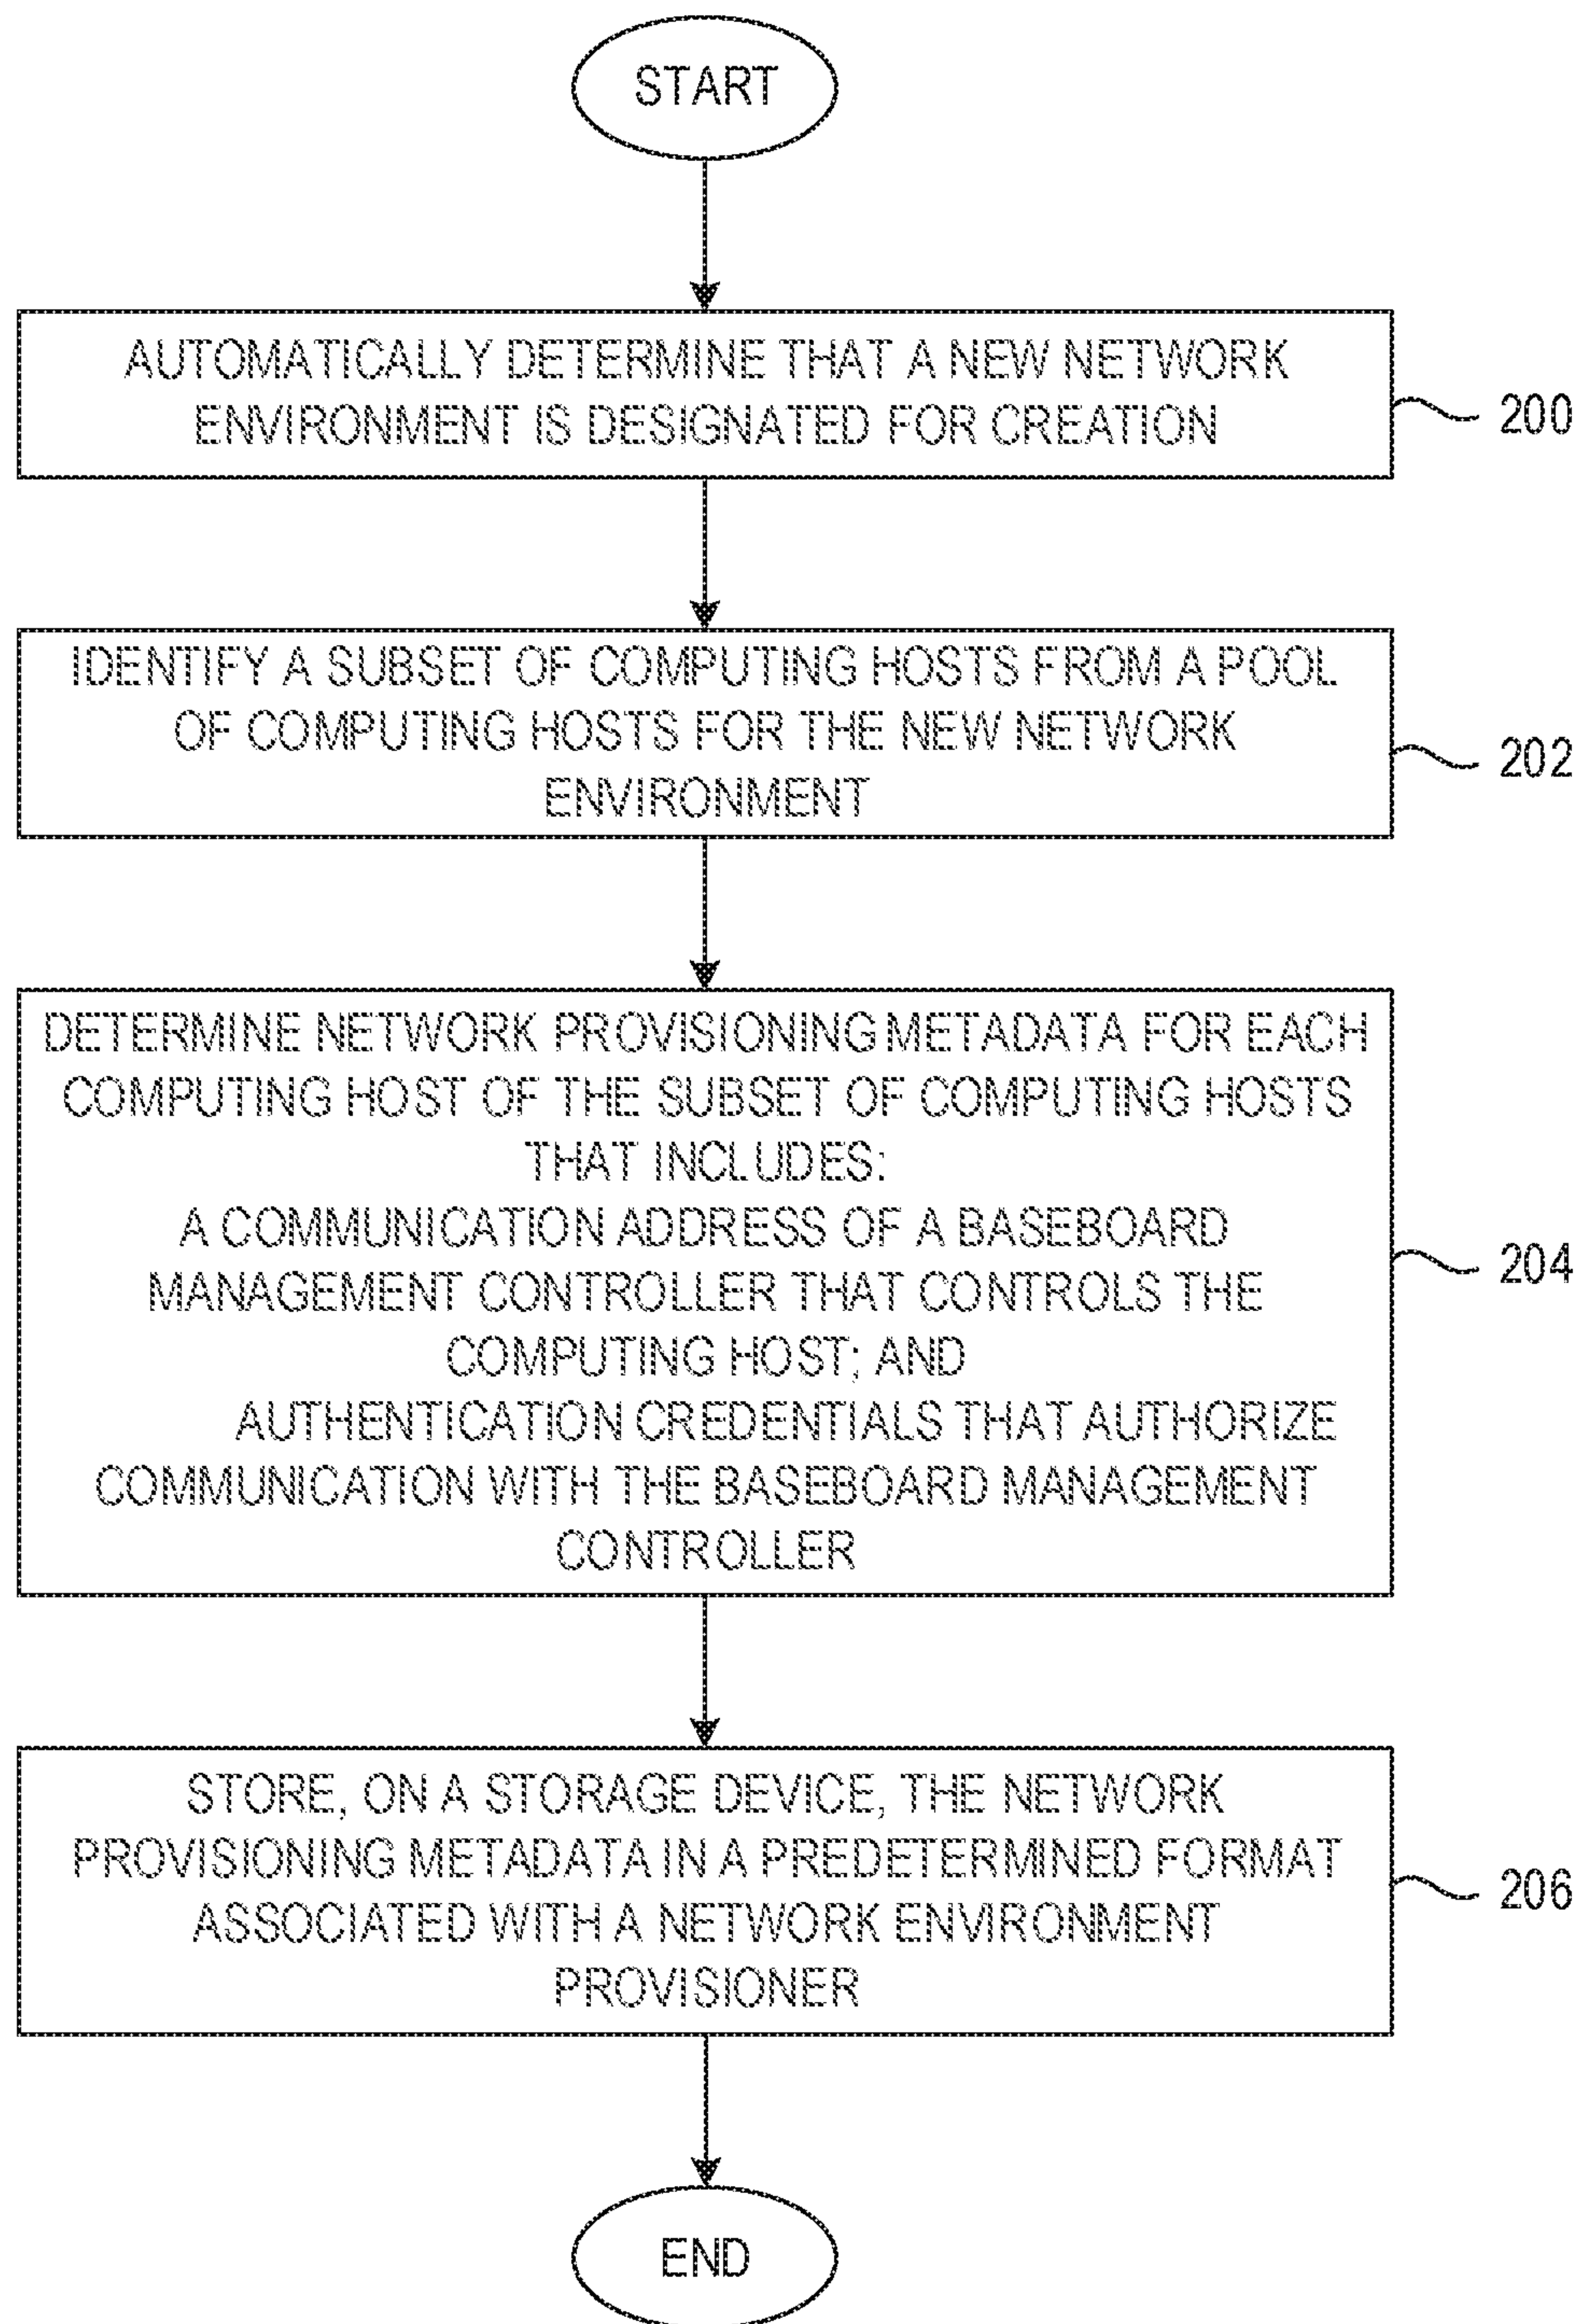 START
AUTOMATICALLY DETERMINE THAT A NEW NETWORK
ENVIRONMENT IS DESIGNATED FOR CREATION
200
IDENTIFY A SUBSET OF COMPUTING HOSTS FROM A POOL
OF COMPUTING HOSTS FOR THE NEW NETWORK
ENVIRONMENT
202
DETERMINE NETWORK PROVISIONING METADATA FOR EACH
COMPUTING HOST OF THE SUBSET OF COMPUTING HOSTS
THAT INCLUDES:
A COMMUNICATION ADDRESS OF A BASEBOARD
MANAGEMENT CONTROLLER THAT CONTROLS THE
COMPUTING HOST; AND
AUTHENTICATION CREDENTIALS THAT AUTHORIZE
COMMUNICATION WITH THE BASEBOARD MANAGEMENT
CONTROLLER
204
STORE, ON A STORAGE DEVICE, THE NETWORK
PROVISIONING METADATA IN A PREDETERMINED FORMAT
ASSOCIATED WITH A NETWORK ENVIRONMENT
PROVISIONER
206
END